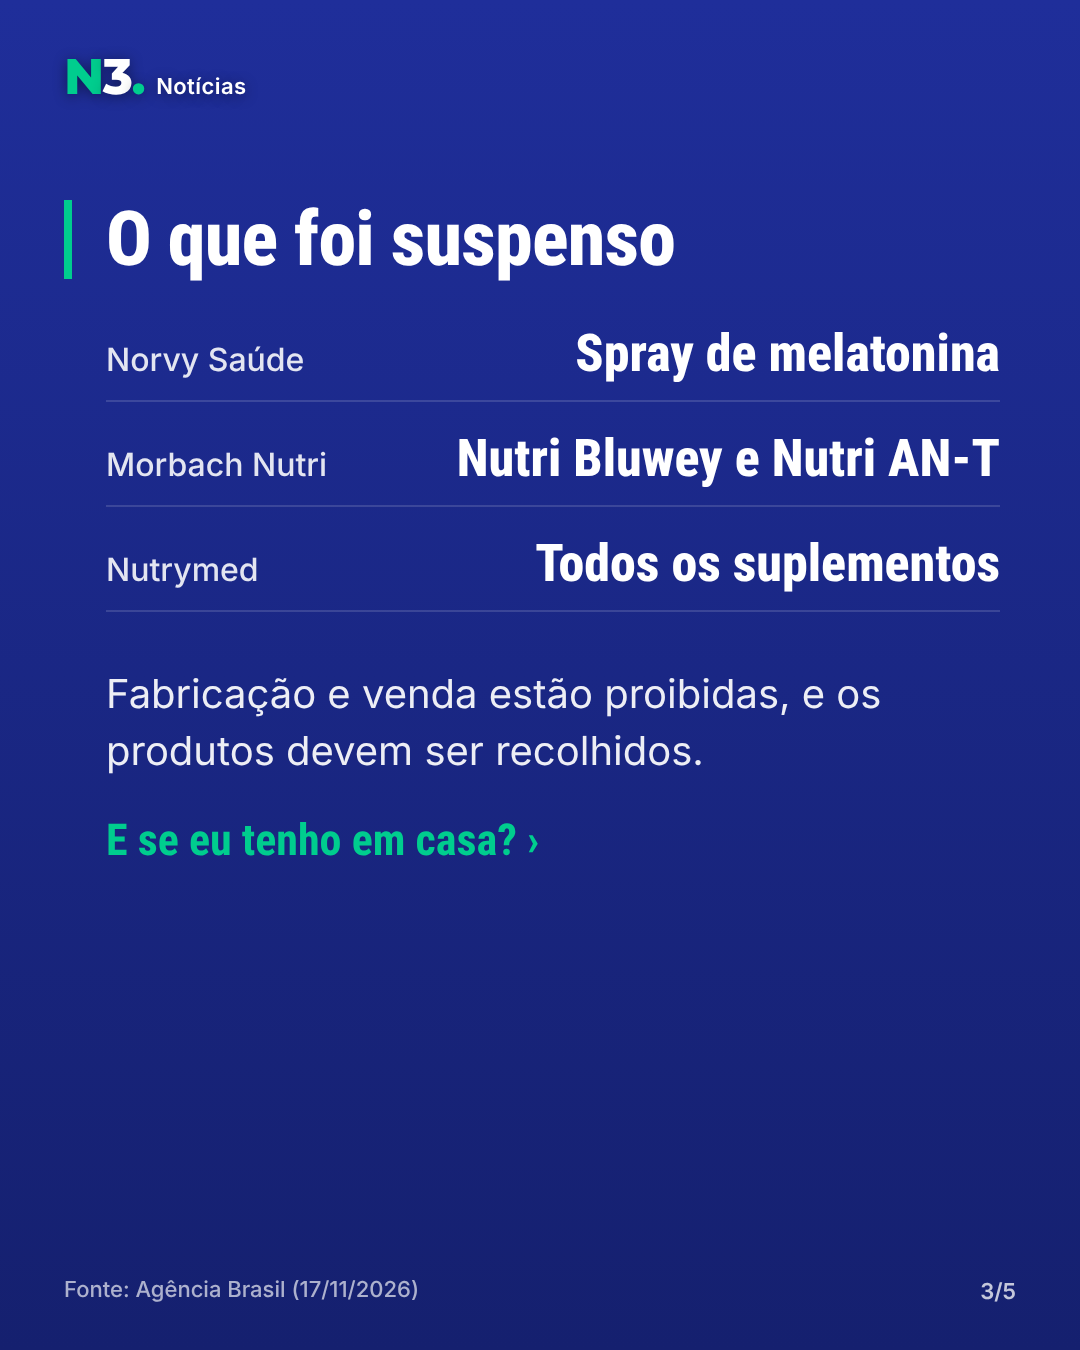 N3. Notícias
O que foi suspenso
Norvy Saúde Spray de melatonina
Morbach Nutri Nutri Bluwey e Nutri AN-T
Nutrymed Todos os suplementos
Fabricação e venda estão proibidas, e os
produtos devem ser recolhidos.
E se eu tenho em casa? ›
Fonte: Agência Brasil (17/11/2026) 3/5